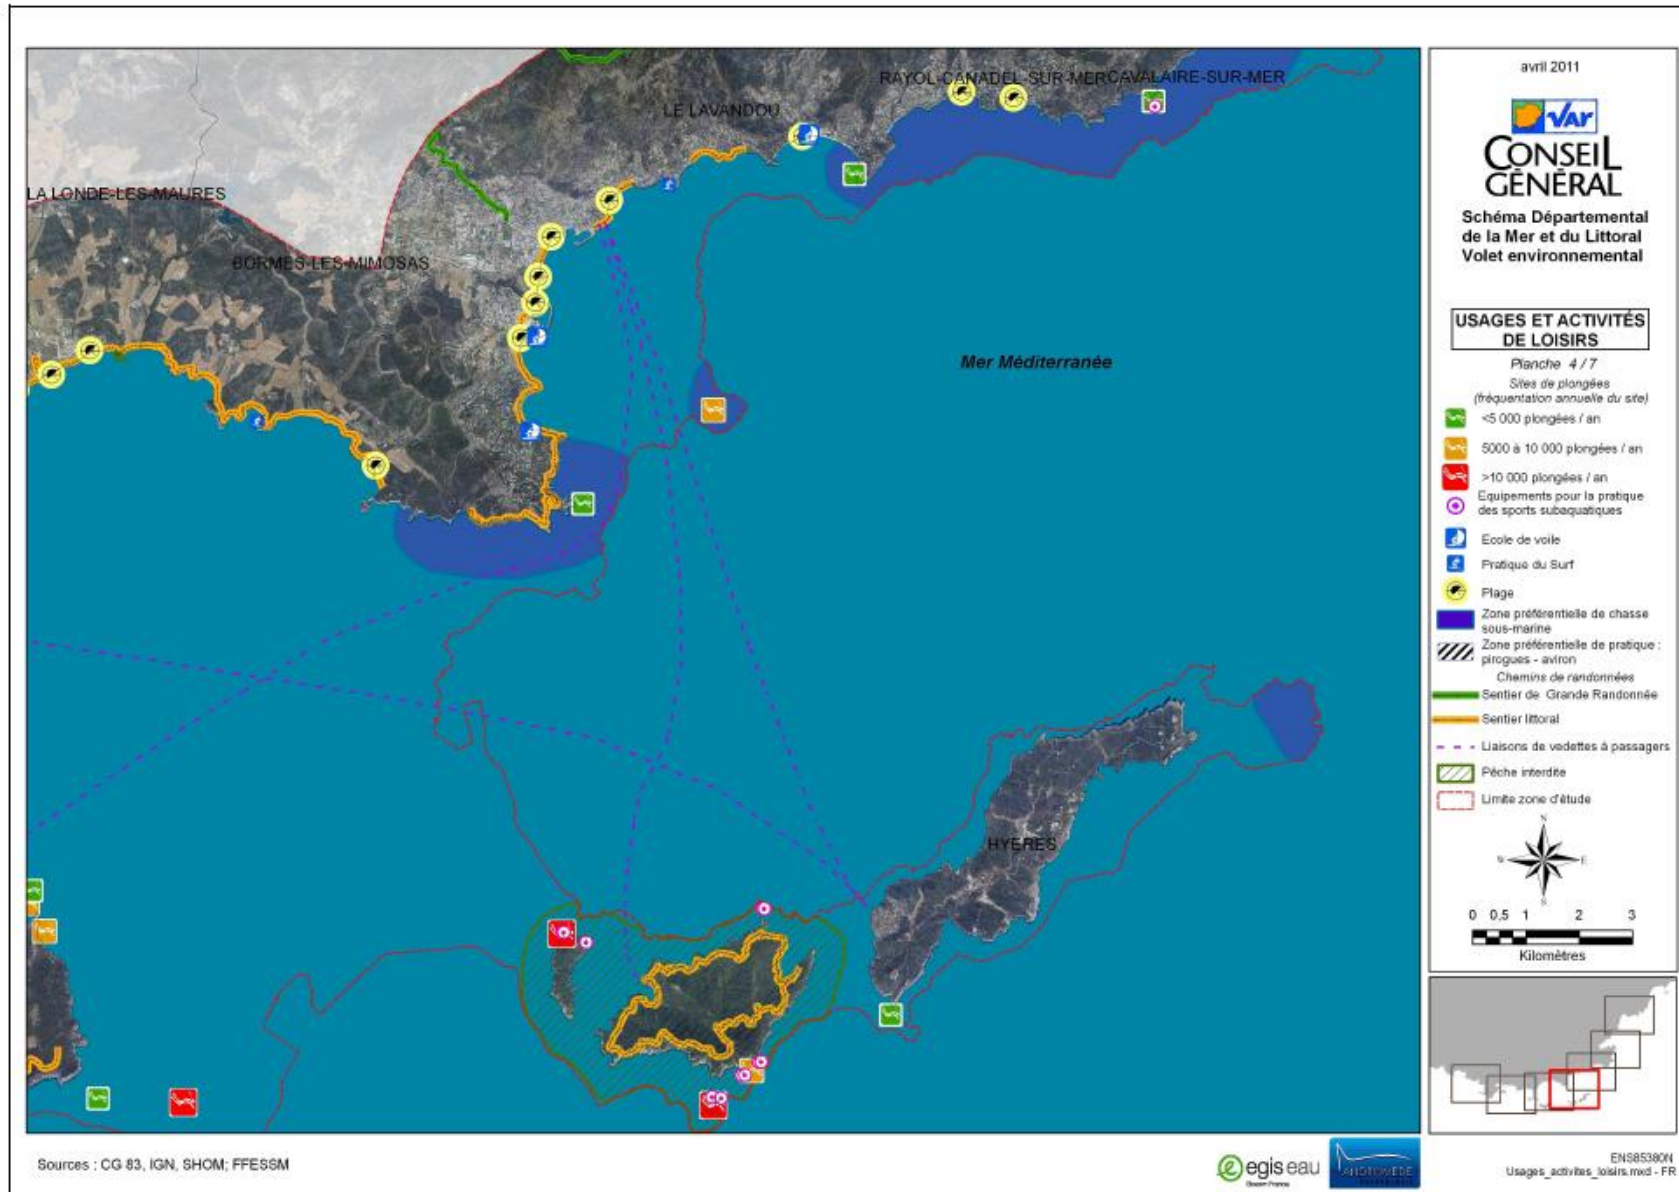 RAYOL-CANADEL-SUR-MER
CAVALAIRE-SUR-MER
LE LAVANDOU
LA LONDE-LES-MAURES
BORMES-LES-MIMOSAS
Mer Méditerranée
HYERES
avril 2011
VAr
CONSEIL
GÉNÉRAL
Schéma Départemental
de la Mer et du Littoral
Volet environnemental
USAGES ET ACTIVITÉS
DE LOISIRS
Planche 4 / 7
Sites de plongées
(fréquentation annuelle du site)
<5 000 plongées / an
5000 à 10 000 plongées / an
>10 000 plongées / an
Equipements pour la pratique
des sports subaquatiques
Ecole de voile
Pratique du Surf
Plage
Zone préférentielle de chasse
sous-marine
Zone préférentielle de pratique :
pirogues - aviron
Chemins de randonnées
Sentier de Grande Randonnée
Sentier littoral
Liaisons de vedettes à passagers
Pêche interdite
Limite zone d'étude
N
E
S
0 0,5 1 2 3
Kilomètres
Sources : CG 83, IGN, SHOM; FFESSM
egis eau
ANDROMEDE
ENS85380N
Usages_activites_loisirs.mxd - FR